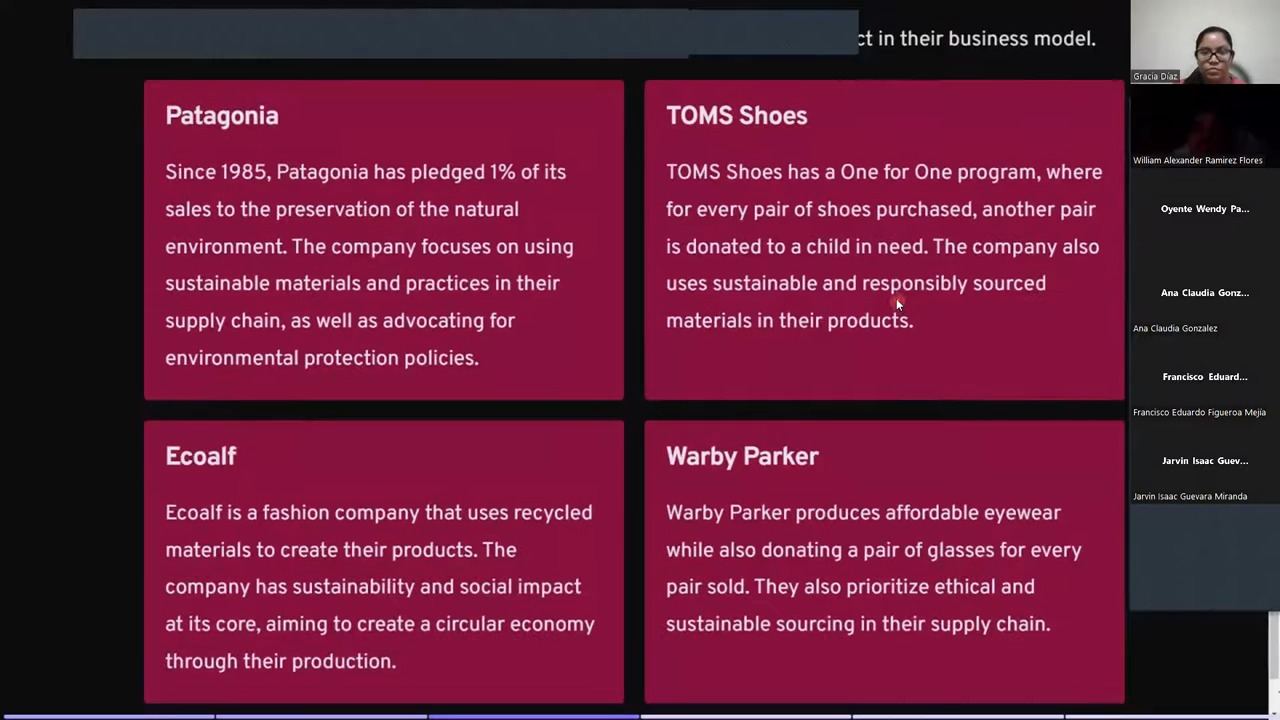 ct in their business model.
Patagonia
Since 1985, Patagonia has pledged 1% of its
sales to the preservation of the natural
environment. The company focuses on using
sustainable materials and practices in their
supply chain, as well as advocating for
environmental protection policies.
TOMS Shoes
TOMS Shoes has a One for One program, where
for every pair of shoes purchased, another pair
is donated to a child in need. The company also
uses sustainable and responsibly sourced
materials in their products.
Ecoalf
Ecoalf is a fashion company that uses recycled
materials to create their products. The
company has sustainability and social impact
at its core, aiming to create a circular economy
through their production.
Warby Parker
Warby Parker produces affordable eyewear
while also donating a pair of glasses for every
pair sold. They also prioritize ethical and
sustainable sourcing in their supply chain.
Gracia Díaz
William Alexander Ramirez Flores
Oyente Wendy Pa...
Ana Claudia Gonz...
Ana Claudia Gonzalez
Francisco Eduard...
Francisco Eduardo Figueroa Mejía
Jarvin Isaac Guev...
Jarvin Isaac Guevara Miranda